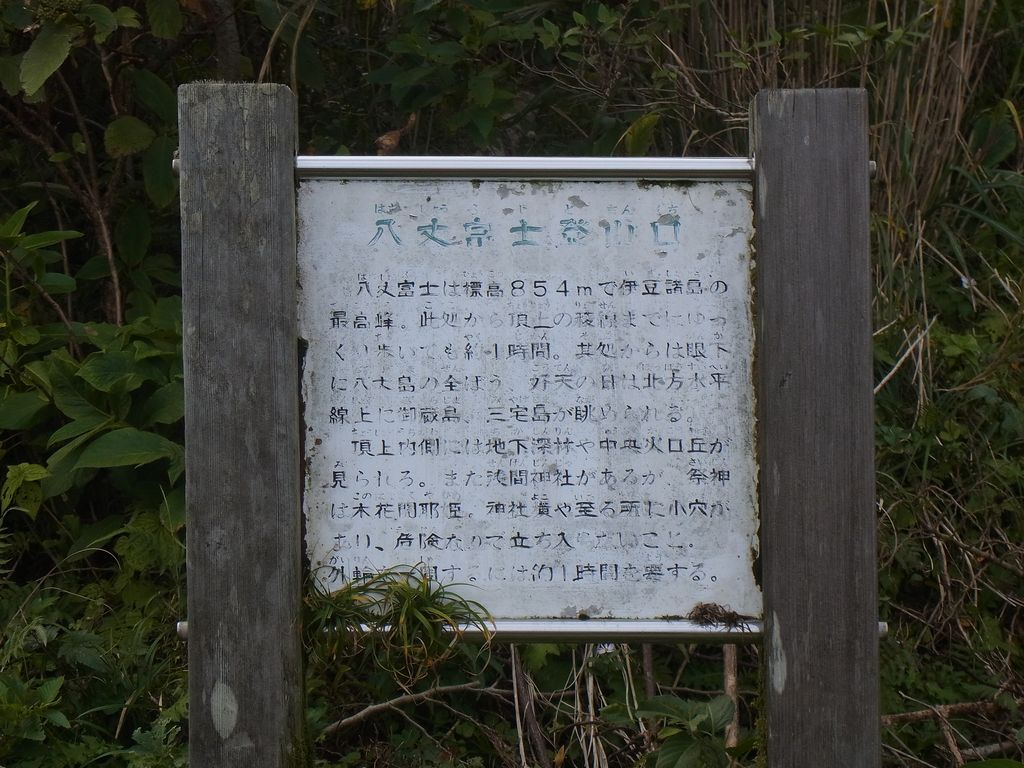 八丈富士登山口
八丈富士は標高854mで伊豆諸島の
最高峰。此処から頂上の稜線まではゆっ
くり歩いても約1時間。其処からは眼下
に八丈島の全ぼう、好天の日は北方水平
線上に御蔵島、三宅島が眺められる。
頂上内側には地下深林や中央火口丘が
見られる。また浅間神社があるが、祭神
は木花開耶臣。神社横や至る所に小穴が
あり、危険なので立ち入らないこと。
外輪を 周する。には約1時間を要する。